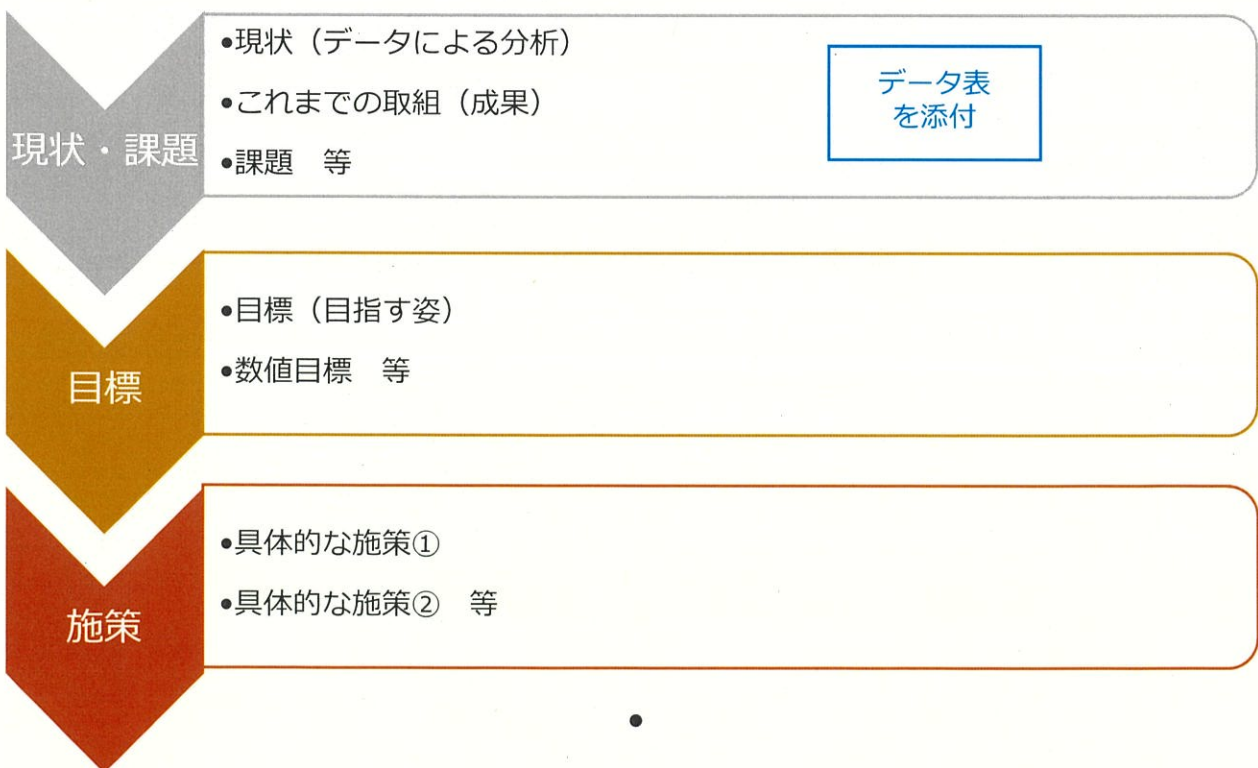 現状・課題
•現状（データによる分析）
•これまでの取組（成果）
•課題　等
データ表
を添付
目標
•目標（目指す姿）
•数値目標　等
施策
•具体的な施策①
•具体的な施策②　等
•